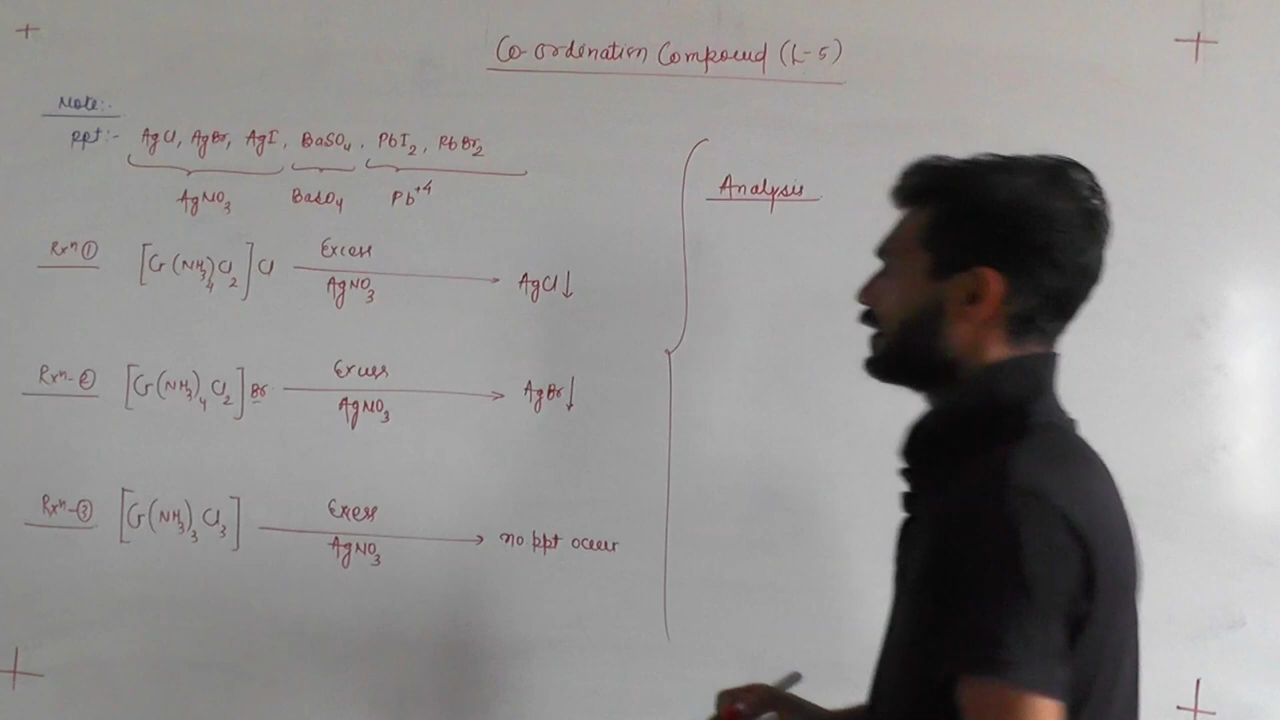 Co-ordination Compound (L-5)
Note:-
ppt:- AgCl, AgBr, AgI, BaSO4, PbI2, PbBr2
AgNO3 BaSO4 Pb+4
Rxn ① [Cr(NH3)4Cl2]Cl Excess AgNO3 → AgCl↓
Rxn-② [Cr(NH3)4Cl2]Br Excess AgNO3 → AgBr↓
Rxn-③ [Cr(NH3)3Cl3] Excess AgNO3 → no ppt occur
Analysis